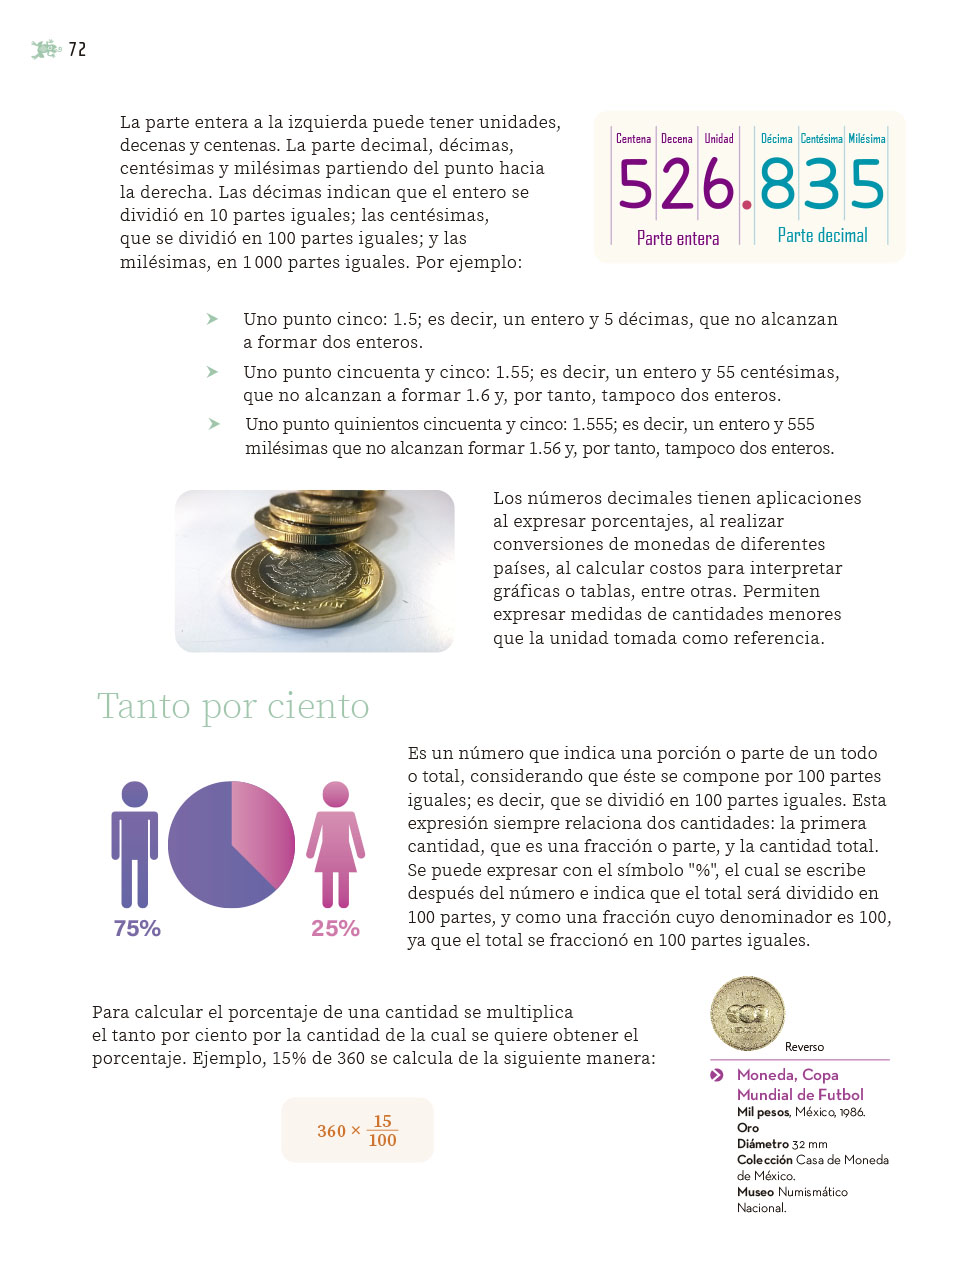 72
La parte entera a la izquierda puede tener unidades,
decenas y centenas. La parte decimal, décimas,
centésimas y milésimas partiendo del punto hacia
la derecha. Las décimas indican que el entero se
dividió en 10 partes iguales; las centésimas,
que se dividió en 100 partes iguales; y las
milésimas, en 1 000 partes iguales. Por ejemplo:
Centena Decena Unidad Décima Centésima Milésima
526.835
Parte entera Parte decimal
Uno punto cinco: 1.5; es decir, un entero y 5 décimas, que no alcanzan
a formar dos enteros.
Uno punto cincuenta y cinco: 1.55; es decir, un entero y 55 centésimas,
que no alcanzan a formar 1.6 y, por tanto, tampoco dos enteros.
Uno punto quinientos cincuenta y cinco: 1.555; es decir, un entero y 555
milésimas que no alcanzan formar 1.56 y, por tanto, tampoco dos enteros.
Los números decimales tienen aplicaciones
al expresar porcentajes, al realizar
conversiones de monedas de diferentes
países, al calcular costos para interpretar
gráficas o tablas, entre otras. Permiten
expresar medidas de cantidades menores
que la unidad tomada como referencia.
Tanto por ciento
75% 25%
Es un número que indica una porción o parte de un todo
o total, considerando que éste se compone por 100 partes
iguales; es decir, que se dividió en 100 partes iguales. Esta
expresión siempre relaciona dos cantidades: la primera
cantidad, que es una fracción o parte, y la cantidad total.
Se puede expresar con el símbolo "%", el cual se escribe
después del número e indica que el total será dividido en
100 partes, y como una fracción cuyo denominador es 100,
ya que el total se fraccionó en 100 partes iguales.
Para calcular el porcentaje de una cantidad se multiplica
el tanto por ciento por la cantidad de la cual se quiere obtener el
porcentaje. Ejemplo, 15% de 360 se calcula de la siguiente manera:
360 × 15
100
Reverso
Moneda, Copa
Mundial de Futbol
Mil pesos, México, 1986.
Oro
Diámetro 32 mm
Colección Casa de Moneda
de México.
Museo Numismático
Nacional.